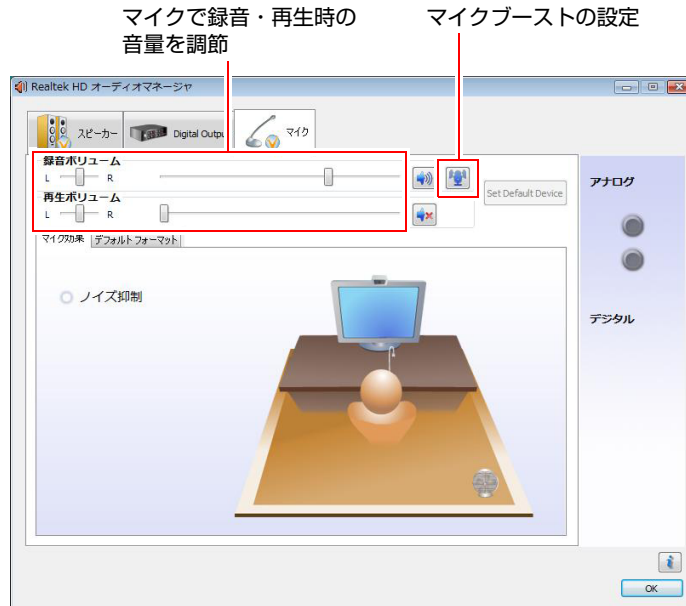 マイクで録音・再生時の
音量を調節
マイクブーストの設定
Realtek HD オーディオマネージャ
スピーカー
Digital Outpu
マイク
録音ボリューム
L R
再生ボリューム
L R
Set Default Device
マイク効果
デフォルト フォーマット
ノイズ抑制
アナログ
デジタル
i
OK